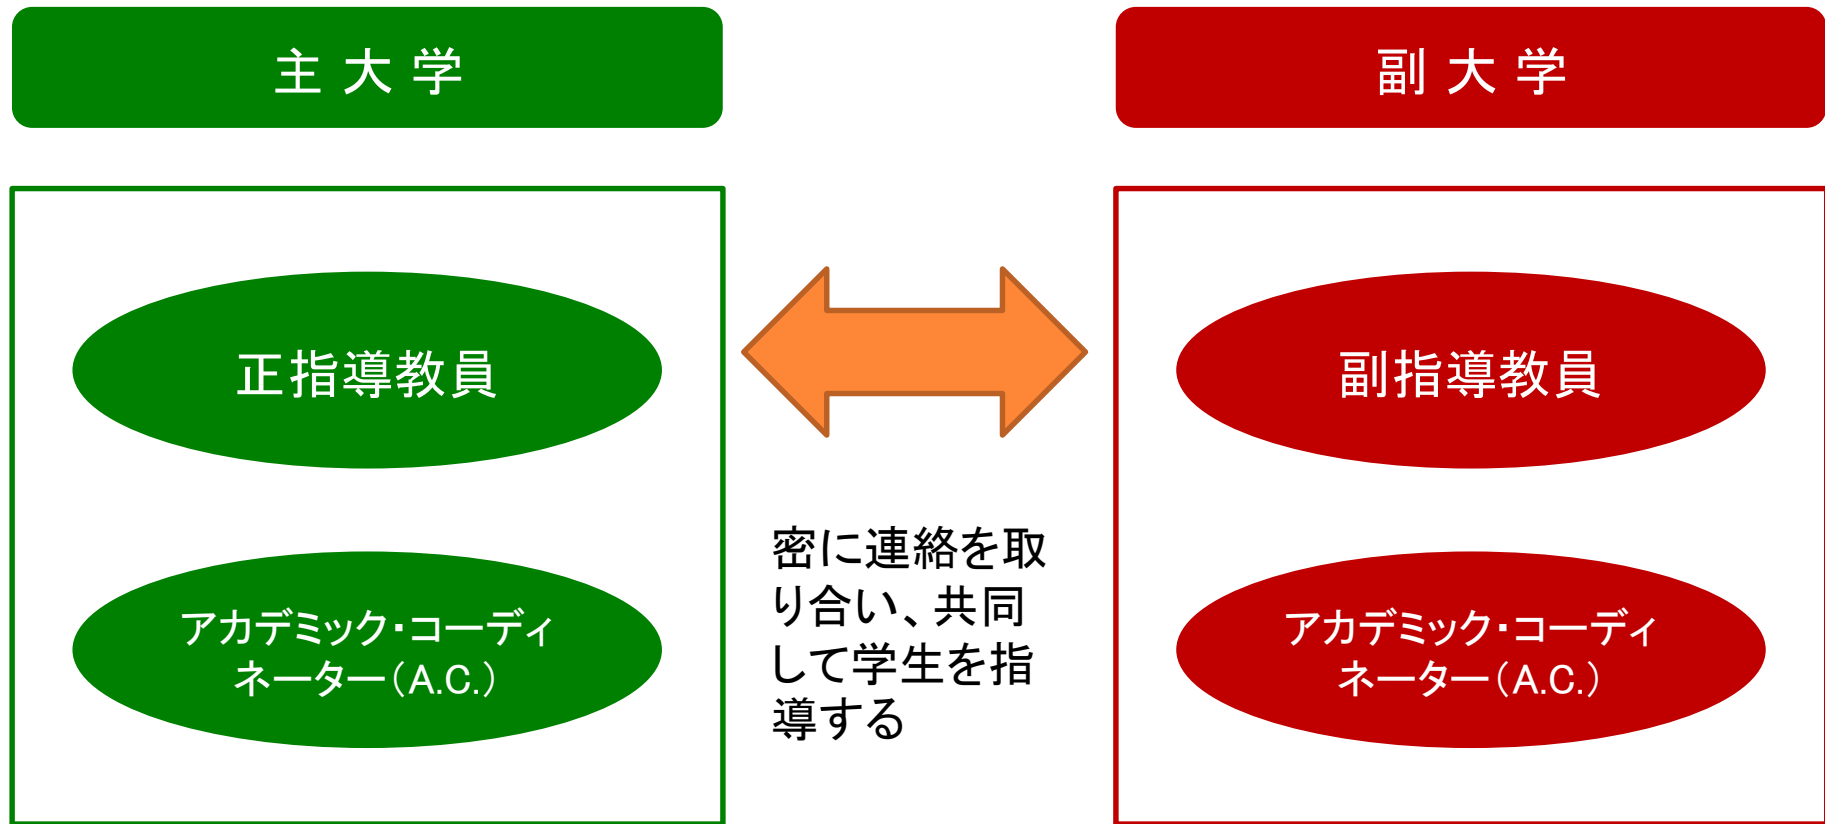 主 大 学
副 大 学
正指導教員
アカデミック・コーディ
ネーター(A.C.)
密に連絡を取
り合い、共同
して学生を指
導する
副指導教員
アカデミック・コーディ
ネーター(A.C.)